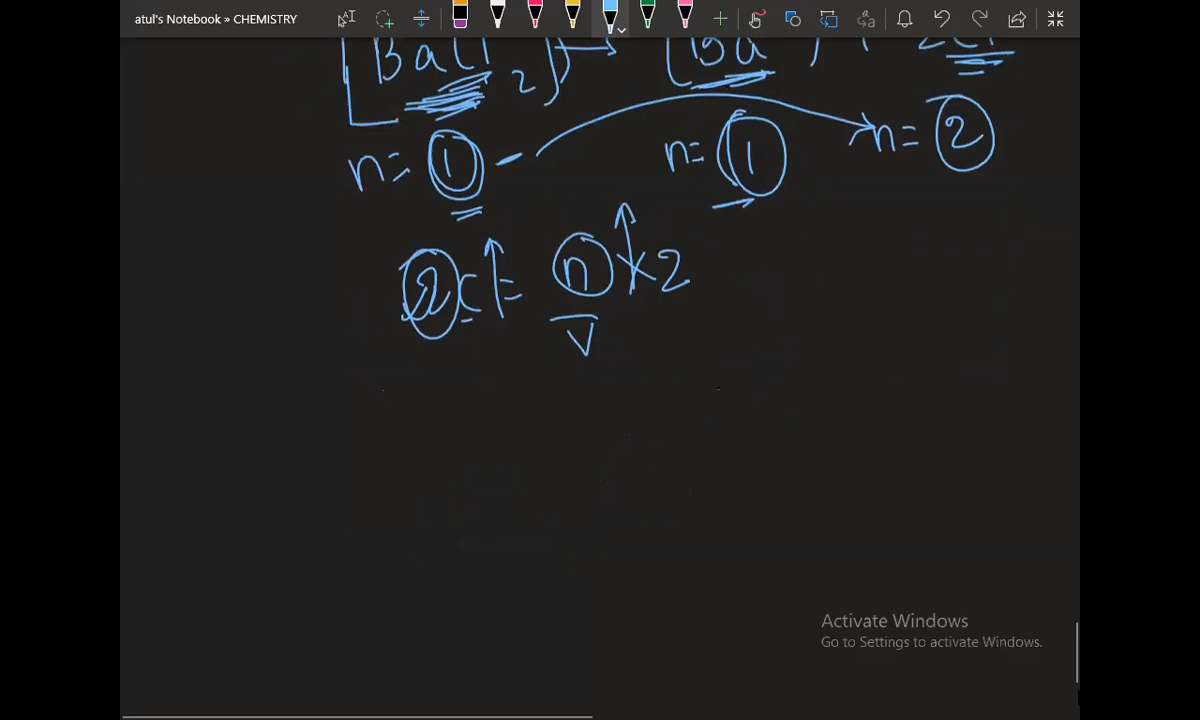 atul's Notebook » CHEMISTRY
[BaCl2] → (Ba ) + 2Cl
n = 1 n = 1 n = 2
n × 2
V
Activate Windows
Go to Settings to activate Windows.